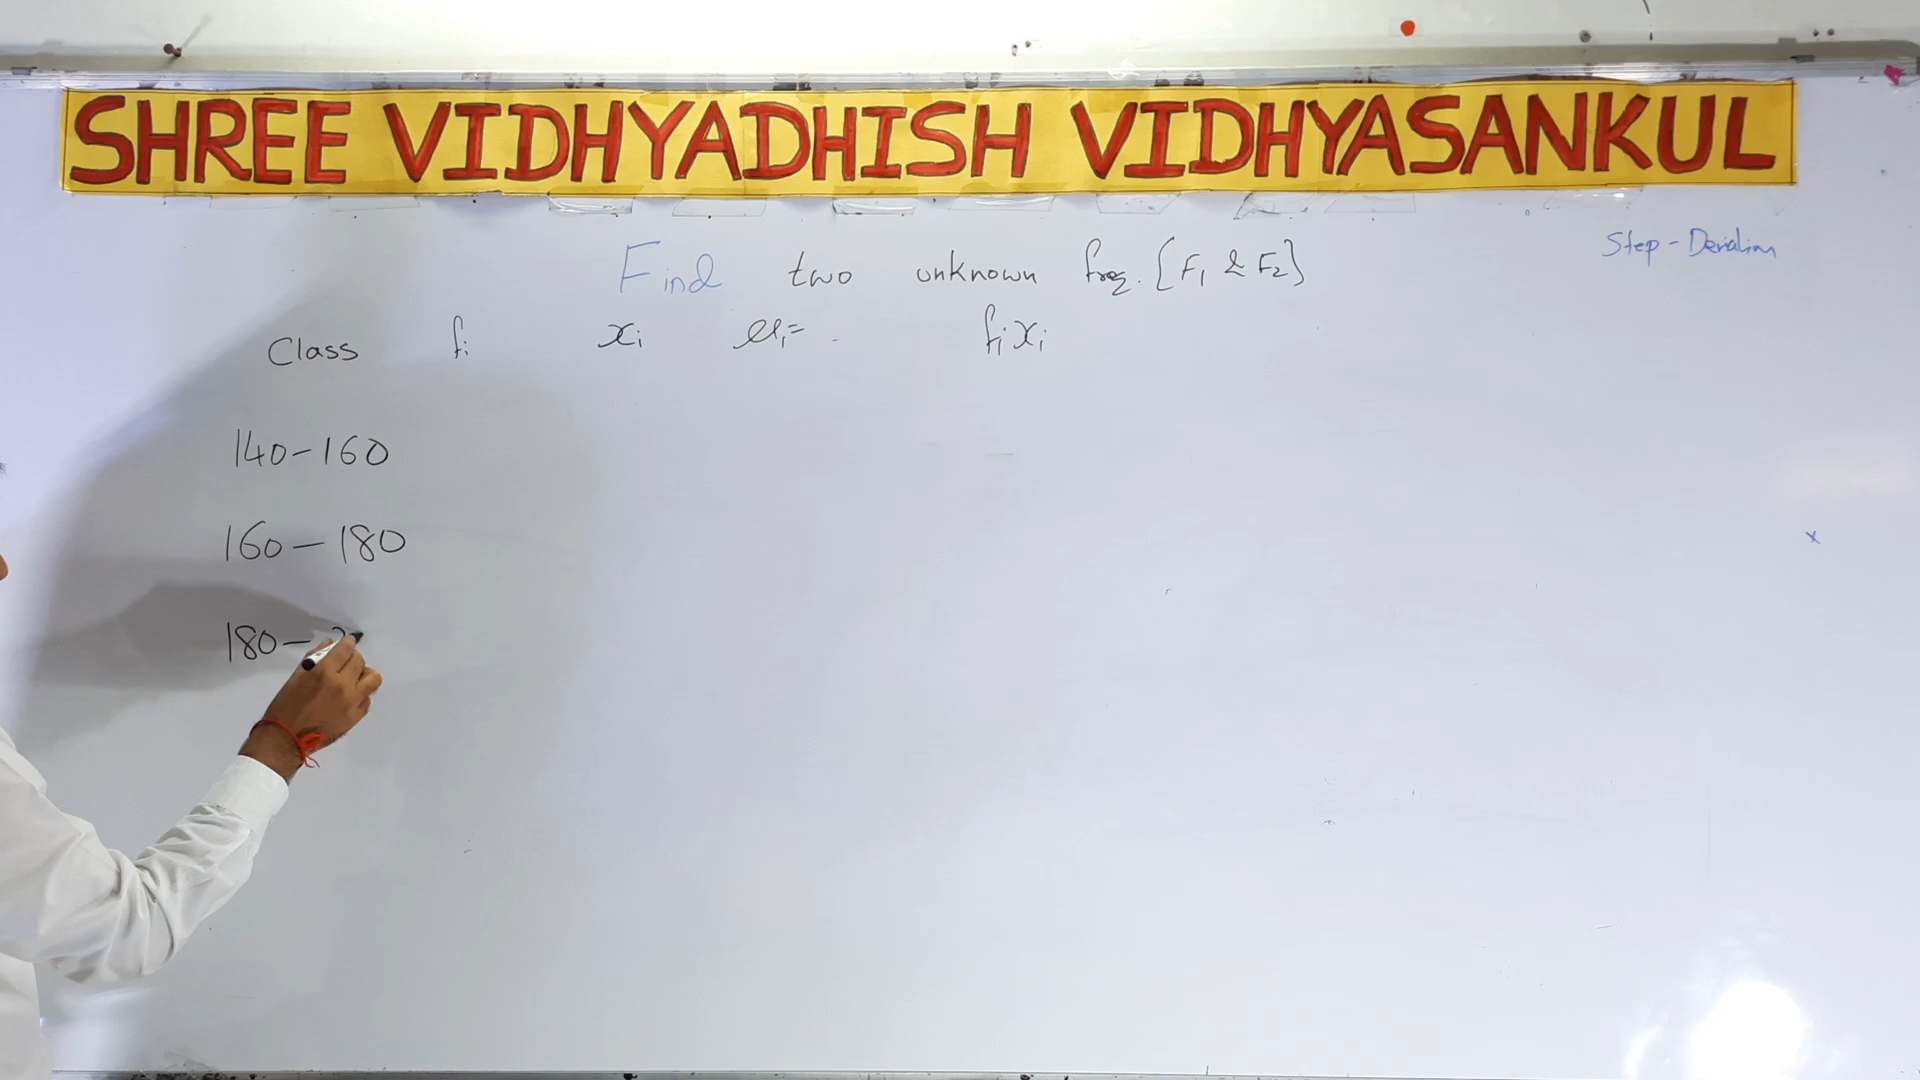 SHREE VIDHYADHISH VIDHYASANKUL
Step-Deviation
Find two unknown freq. {F₁ & F₂}
Class fᵢ xᵢ uᵢ= fᵢxᵢ
140-160
160-180
180-
x